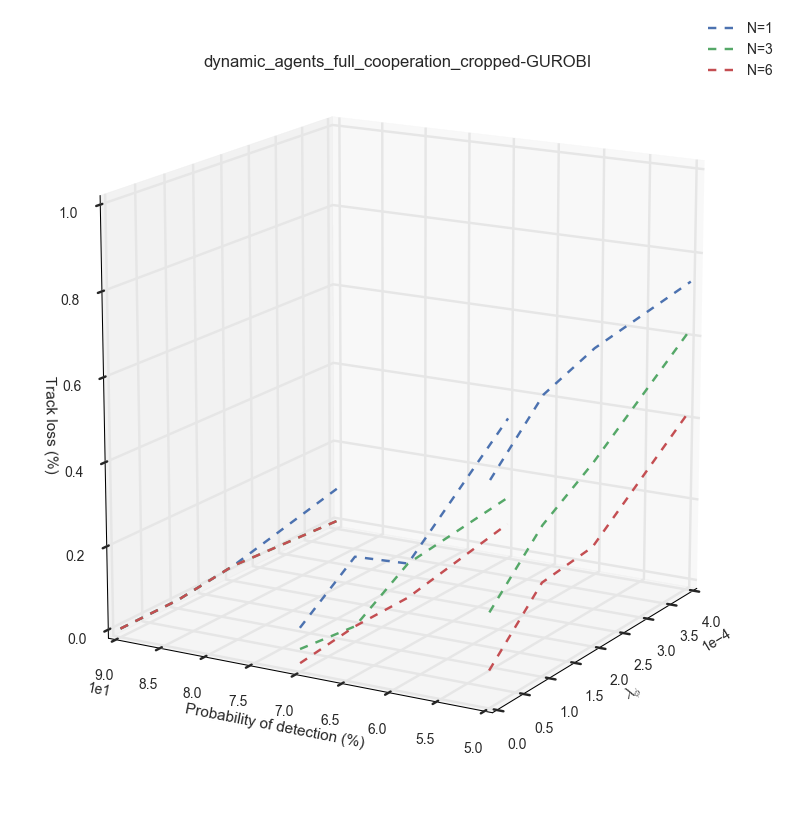 N=1
N=3
N=6
dynamic_agents_full_cooperation_cropped-GUROBI
1.0
0.8
0.6
0.4
0.2
0.0
Track loss (%)
9.0
8.5
8.0
7.5
7.0
6.5
6.0
5.5
5.0
1e1
Probability of detection (%)
0.0
0.5
1.0
1.5
2.0
2.5
3.0
3.5
4.0
1e−4
λ_ϕ